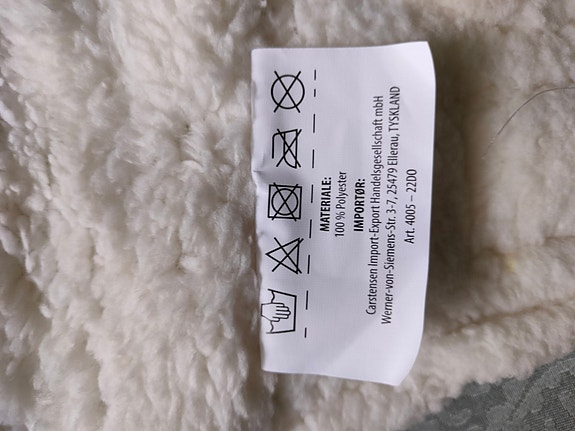 MATERIALE:
100 % Polyester
IMPORTØR:
Carstensen Import-Export Handelsgesellschaft mbH
Werner-von-Siemens-Str. 3-7, 25479 Ellerau, TYSKLAND
Art. 4005 – 22D0